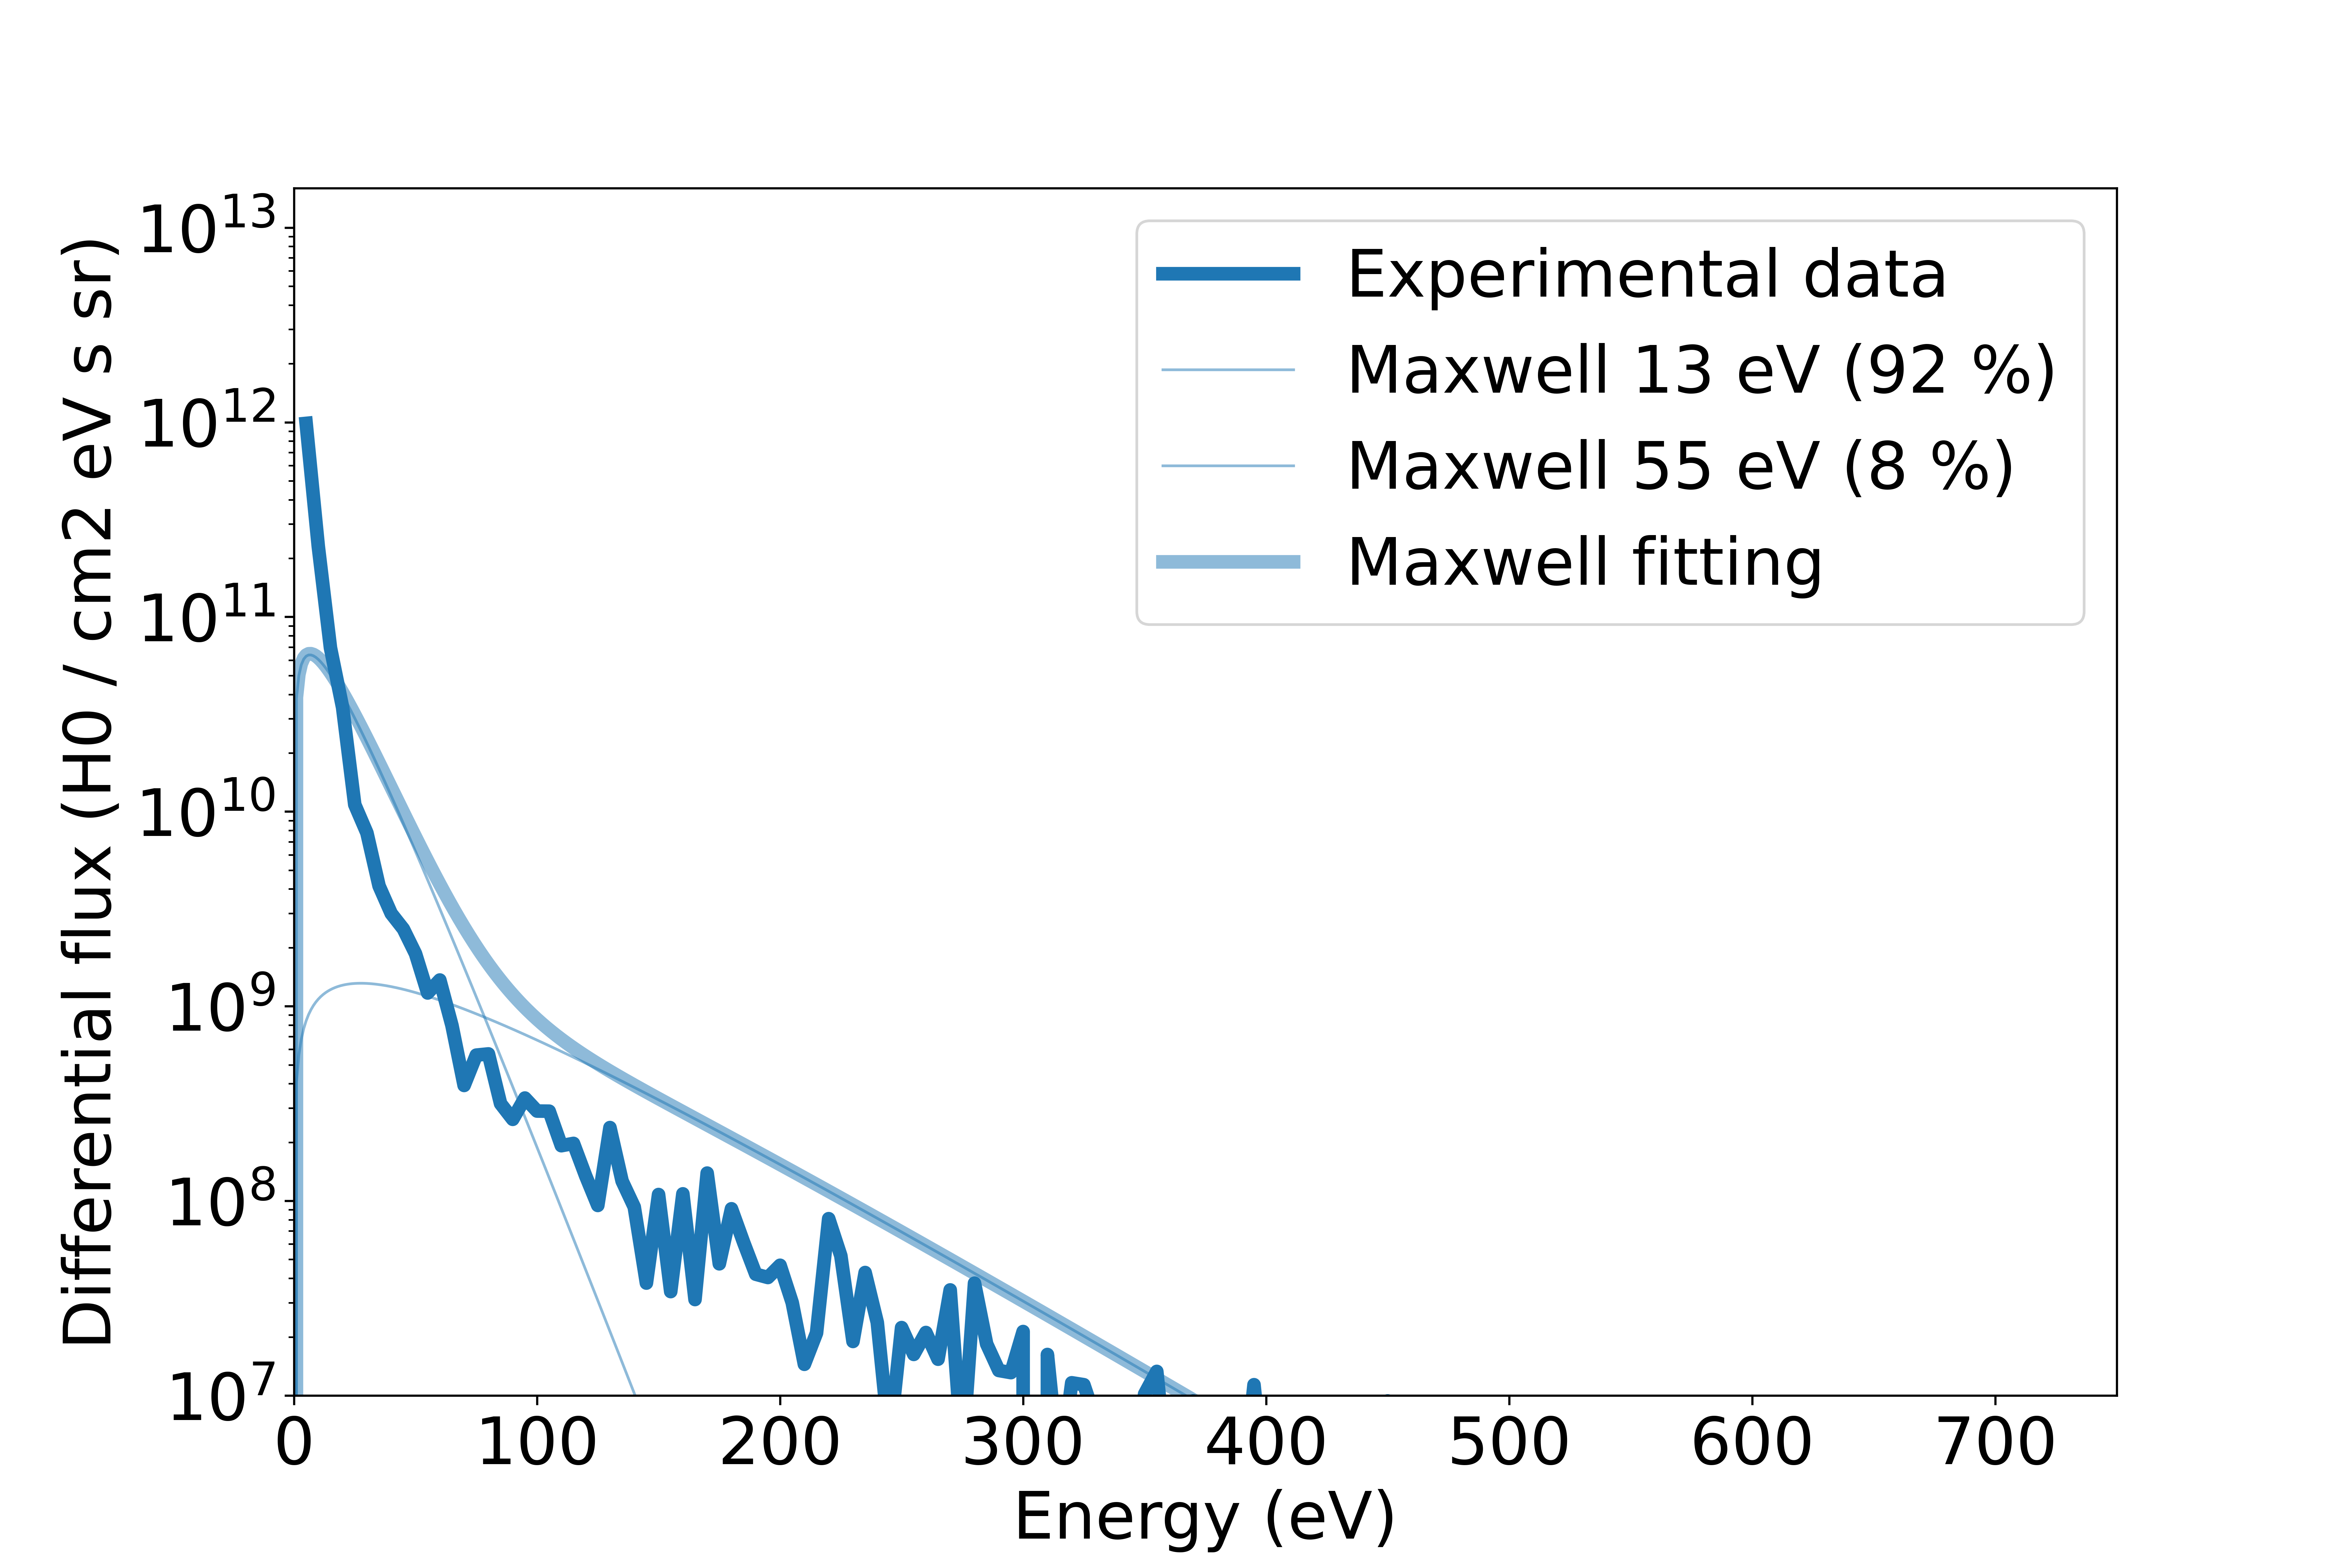 Differential flux (H0 / cm2 eV s sr)
10^13
10^12
10^11
10^10
10^9
10^8
10^7
Experimental data
Maxwell 13 eV (92 %)
Maxwell 55 eV (8 %)
Maxwell fitting
0 100 200 300 400 500 600 700
Energy (eV)